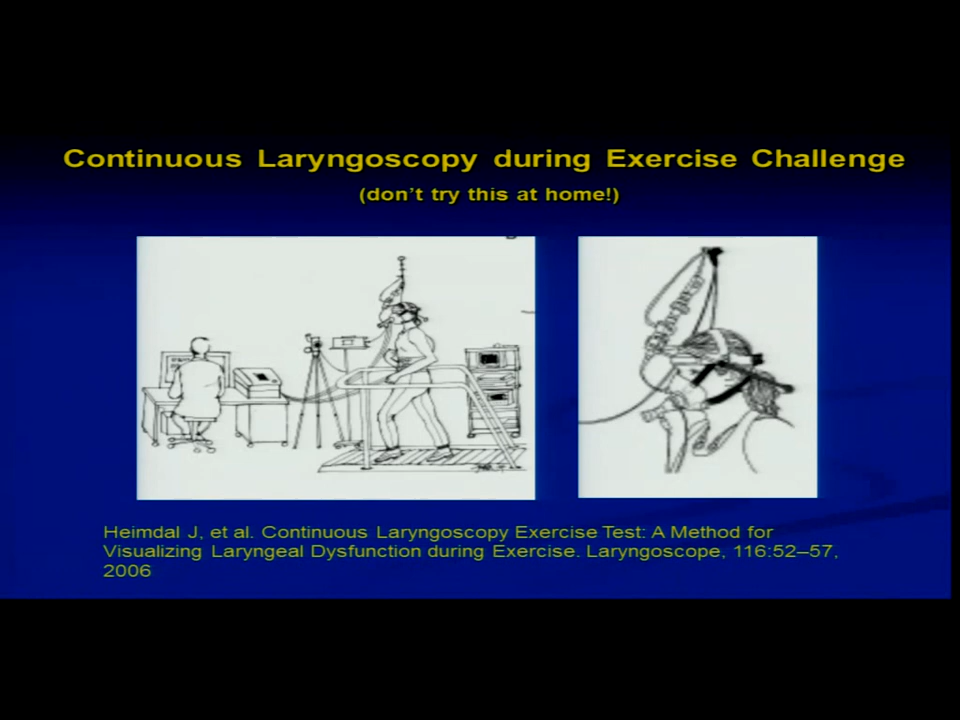 Continuous Laryngoscopy during Exercise Challenge
(don't try this at home!)
Heimdal J, et al. Continuous Laryngoscopy Exercise Test: A Method for
Visualizing Laryngeal Dysfunction during Exercise. Laryngoscope, 116:52–57,
2006